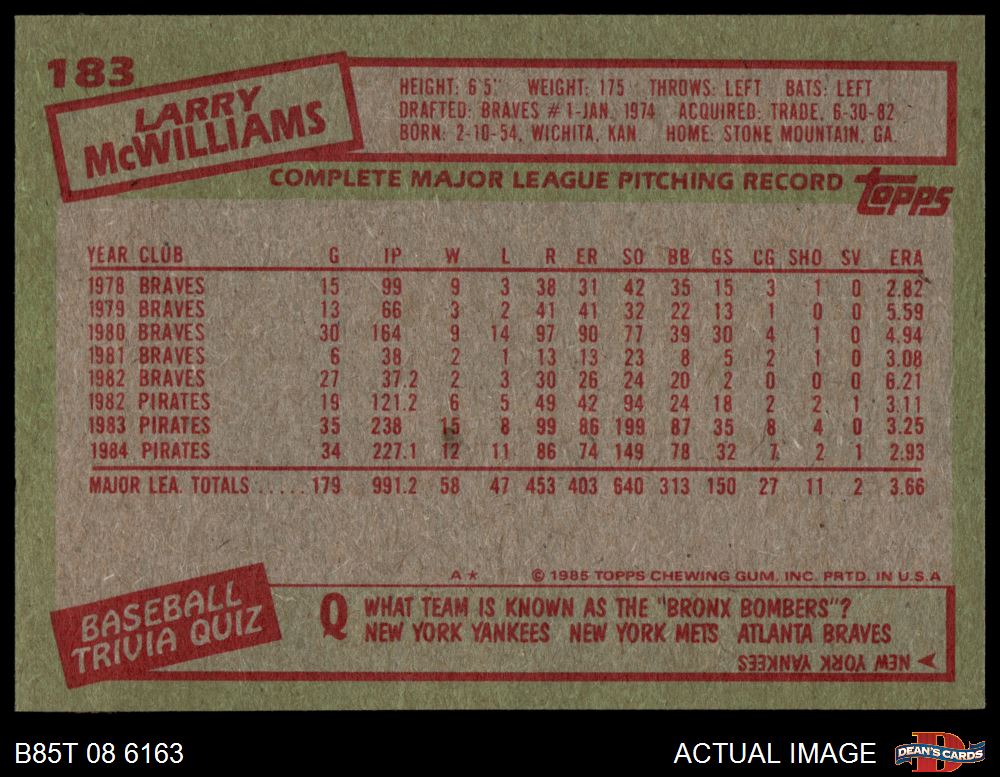 183
LARRY
McWILLIAMS
HEIGHT: 6'5" WEIGHT: 175 THROWS: LEFT BATS: LEFT
DRAFTED: BRAVES #1-JAN, 1974 ACQUIRED: TRADE, 6-30-82
BORN: 2-10-54, WICHITA, KAN HOME: STONE MOUNTAIN, GA.
COMPLETE MAJOR LEAGUE PITCHING RECORD topps
YEAR CLUB G IP W L R ER SO BB GS CG SHO SV ERA
1978 BRAVES 15 99 9 3 38 31 42 35 15 3 1 0 2.82
1979 BRAVES 13 66 3 2 41 41 32 22 13 1 0 0 5.59
1980 BRAVES 30 164 9 14 97 90 77 39 30 4 1 0 4.94
1981 BRAVES 6 38 2 1 13 13 23 8 5 2 1 0 3.08
1982 BRAVES 27 37.2 2 3 30 26 24 20 2 0 0 0 6.21
1982 PIRATES 19 121.2 6 5 49 42 94 24 18 2 2 1 3.11
1983 PIRATES 35 238 15 8 99 86 199 87 35 8 4 0 3.25
1984 PIRATES 34 227.1 12 11 86 74 149 78 32 7 2 1 2.93
MAJOR LEA. TOTALS ..... 179 991.2 58 47 453 403 640 313 150 27 11 2 3.66
A* © 1985 TOPPS CHEWING GUM, INC. PRTD. IN U.S.A
BASEBALL
TRIVIA QUIZ
Q WHAT TEAM IS KNOWN AS THE "BRONX BOMBERS"?
NEW YORK YANKEES NEW YORK METS ATLANTA BRAVES
NEW YORK YANKEES
B85T 08 6163 ACTUAL IMAGE DEAN'S CARDS